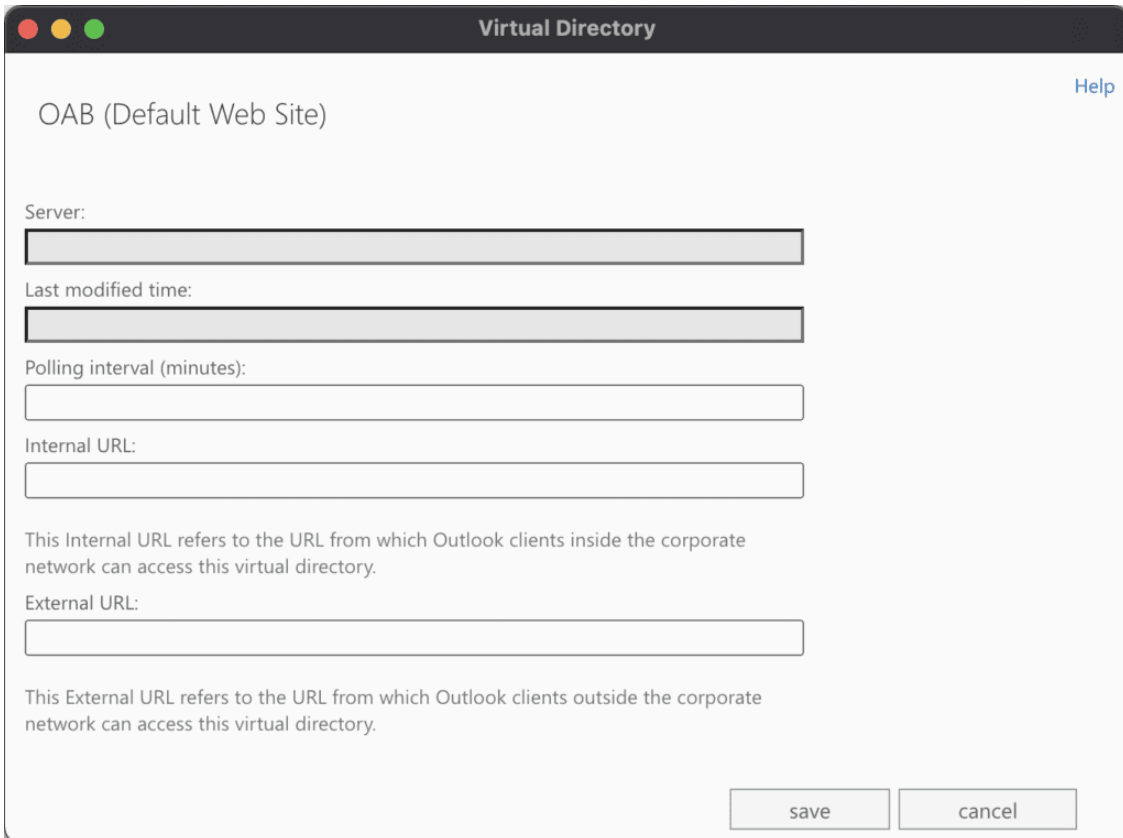 Virtual Directory
Help
OAB (Default Web Site)
Server:
Last modified time:
Polling interval (minutes):
Internal URL:
This Internal URL refers to the URL from which Outlook clients inside the corporate
network can access this virtual directory.
External URL:
This External URL refers to the URL from which Outlook clients outside the corporate
network can access this virtual directory.
save
cancel